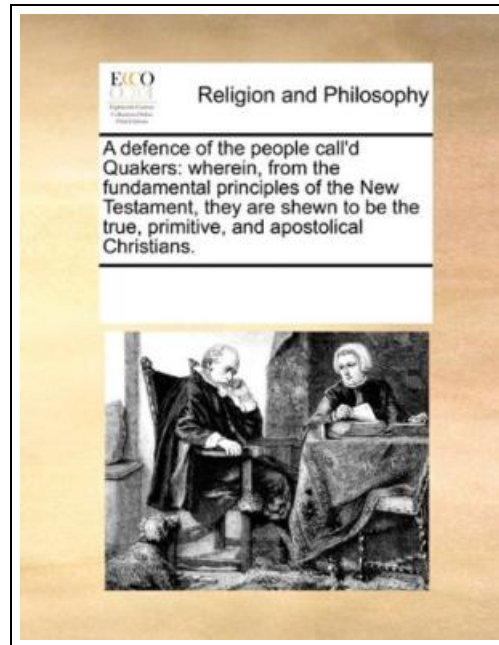 ECCO
Religion and Philosophy
A defence of the people call'd
Quakers: wherein, from the
fundamental principles of the New
Testament, they are shewn to be the
true, primitive, and apostolical
Christians.